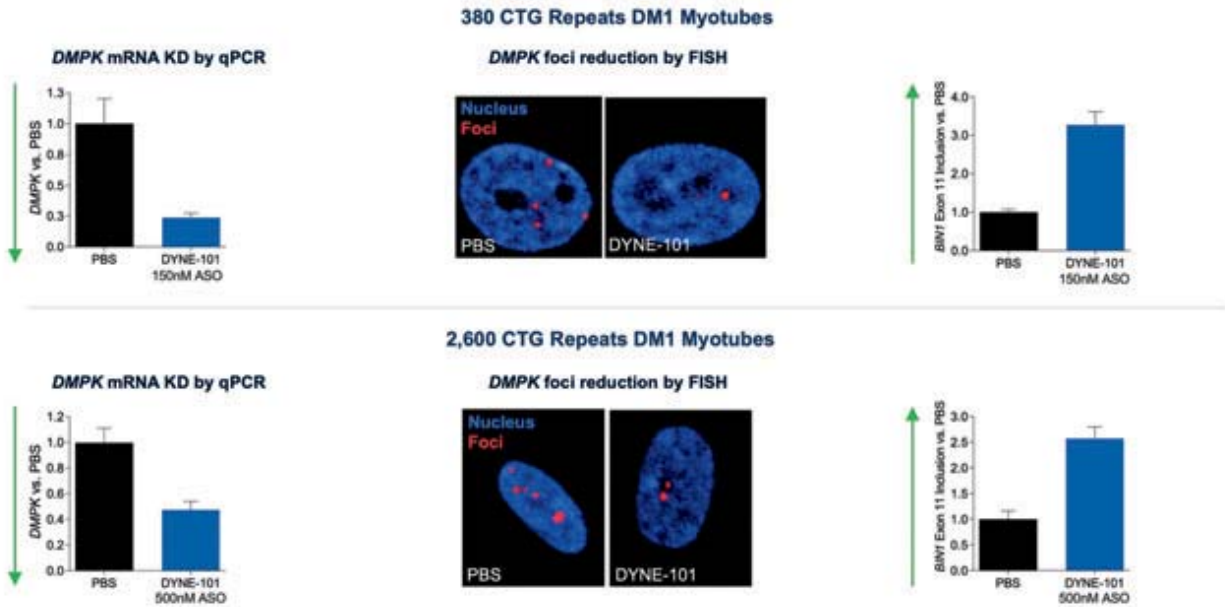 380 CTG Repeats DM1 Myotubes
DMPK mRNA KD by qPCR
DMPK vs. PBS
1.3
1.0
0.8
0.5
0.3
0.0
PBS
DYNE-101
150nM ASO
DMPK foci reduction by FISH
Nucleus
Foci
PBS
DYNE-101
BIN1 Exon 11 Inclusion vs. PBS
4.0
3.0
2.0
1.0
0.0
PBS
DYNE-101
150nM ASO
2,600 CTG Repeats DM1 Myotubes
DMPK mRNA KD by qPCR
DMPK vs. PBS
1.2
1.0
0.8
0.6
0.4
0.2
0.0
PBS
DYNE-101
500nM ASO
DMPK foci reduction by FISH
Nucleus
Foci
PBS
DYNE-101
BIN1 Exon 11 Inclusion vs. PBS
3.0
2.5
2.0
1.5
1.0
0.5
0.0
PBS
DYNE-101
500nM ASO